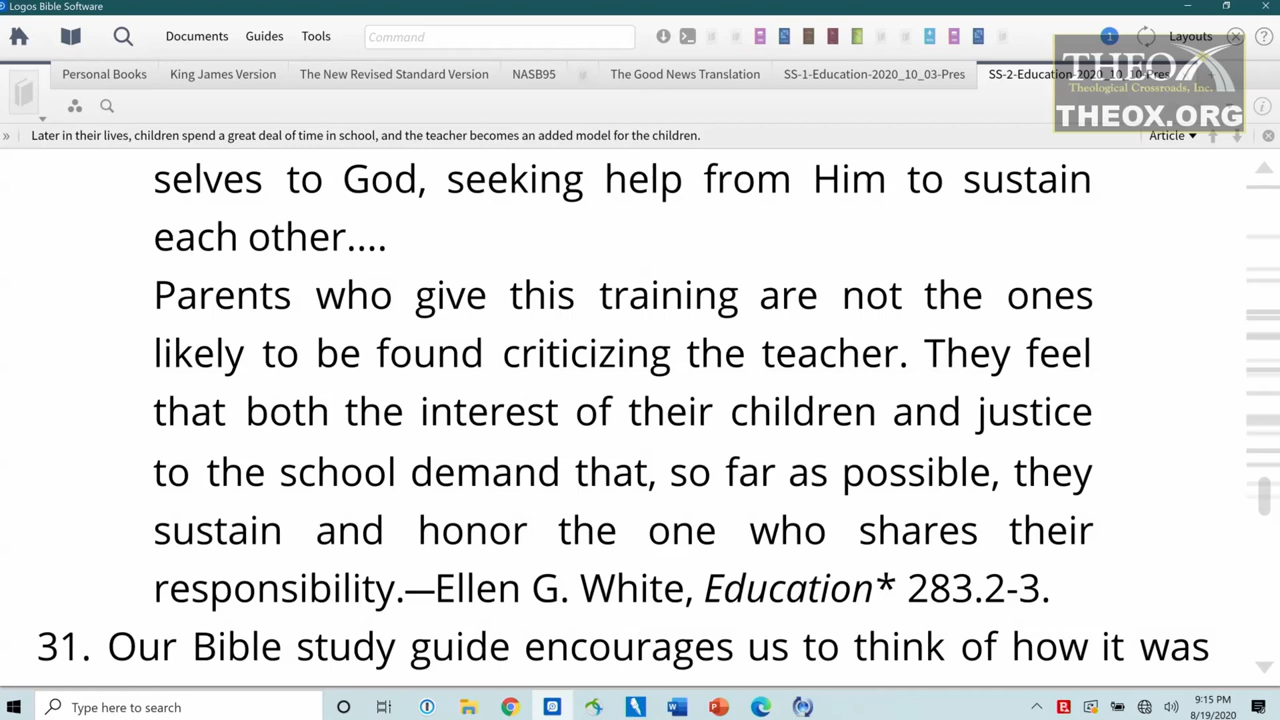 Logos Bible Software
Documents Guides Tools Command 1 Layouts
Personal Books King James Version The New Revised Standard Version NASB95 The Good News Translation SS-1-Education-2020_10_03-Pres SS-2-Education-2020_10_10-Pres
THEOX
Theological Crossroads, Inc.
THEOX.ORG
» Later in their lives, children spend a great deal of time in school, and the teacher becomes an added model for the children. Article
selves to God, seeking help from Him to sustain
each other....
Parents who give this training are not the ones
likely to be found criticizing the teacher. They feel
that both the interest of their children and justice
to the school demand that, so far as possible, they
sustain and honor the one who shares their
responsibility.—Ellen G. White, Education* 283.2-3.
31. Our Bible study guide encourages us to think of how it was
Type here to search
9:15 PM
8/19/2020